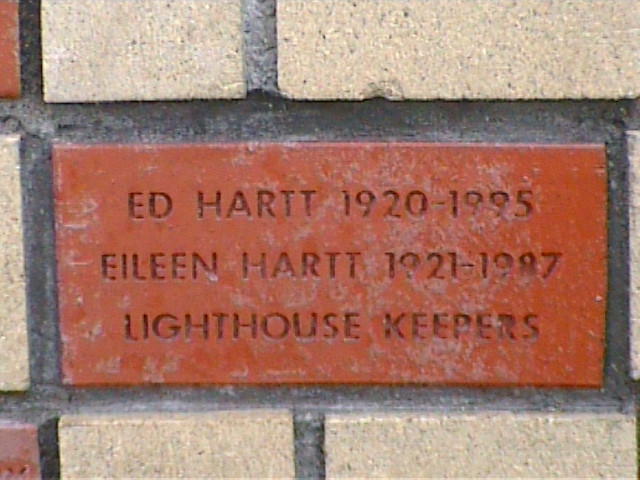 ED HARTT 1920-1995
EILEEN HARTT 1921-1987
LIGHTHOUSE KEEPERS